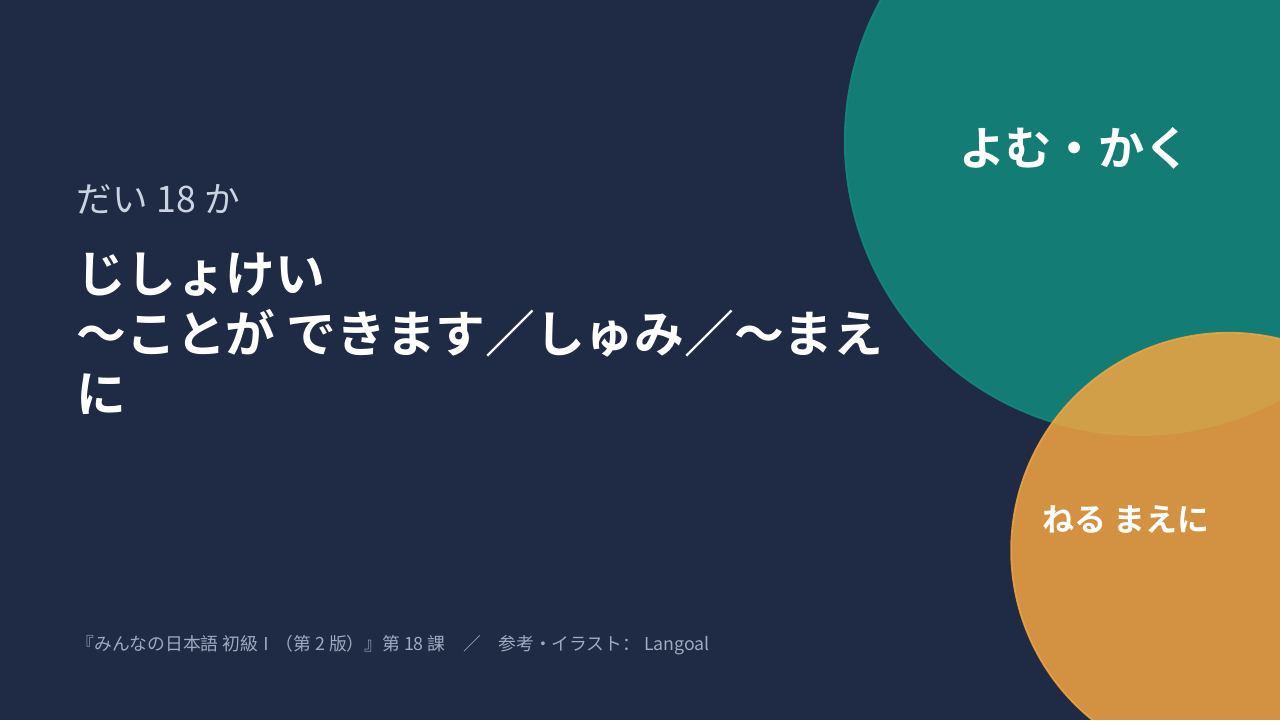 だい 18 か
じしょけい
～ことが できます／しゅみ／～まえ
に
よむ・かく
ねる まえに
『みんなの日本語 初級Ⅰ（第 2 版）』第 18 課　／　参考・イラスト： Langoal